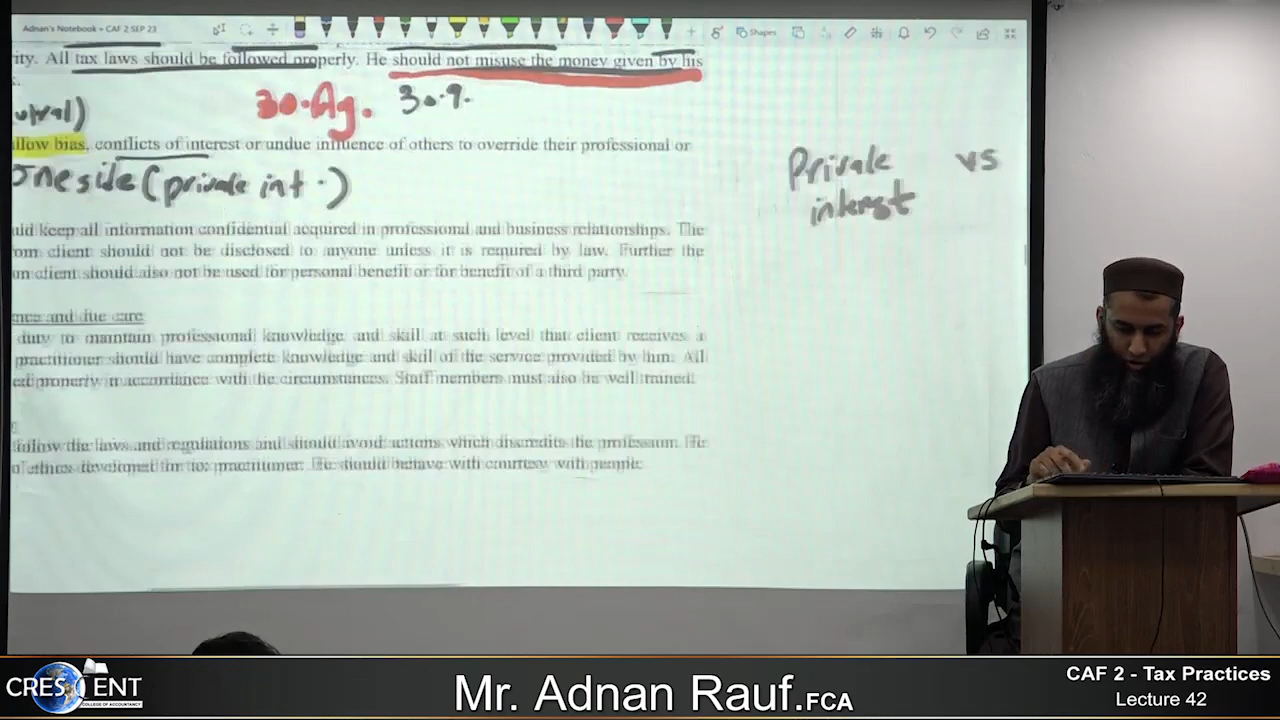 Adnan's Notebook • CAF 2 SEP 23
Shapes
ity. All tax laws should be followed properly. He should not misuse the money given by his
30.Ag. 30.9.
allow bias, conflicts of interest or undue influence of others to override their professional or
oneside (private int.)
Private vs
interest
uld keep all information confidential acquired in professional and business relationships. The
om client should not be disclosed to anyone unless it is required by law. Further the
on client should also not be used for personal benefit or for benefit of a third party.
nce and due care
duty to maintain professional knowledge and skill at such level that client receives a
practitioner should have complete knowledge and skill of the service provided by him. All
ed properly in accordance with the circumstances. Staff members must also be well trained.
follow the laws and regulations and should avoid actions which discredits the profession. He
of ethics developed for tax practitioner. He should behave with courtesy with people.
CRESCENT
COLLEGE OF ACCOUNTANCY
Mr. Adnan Rauf.FCA
CAF 2 - Tax Practices
Lecture 42